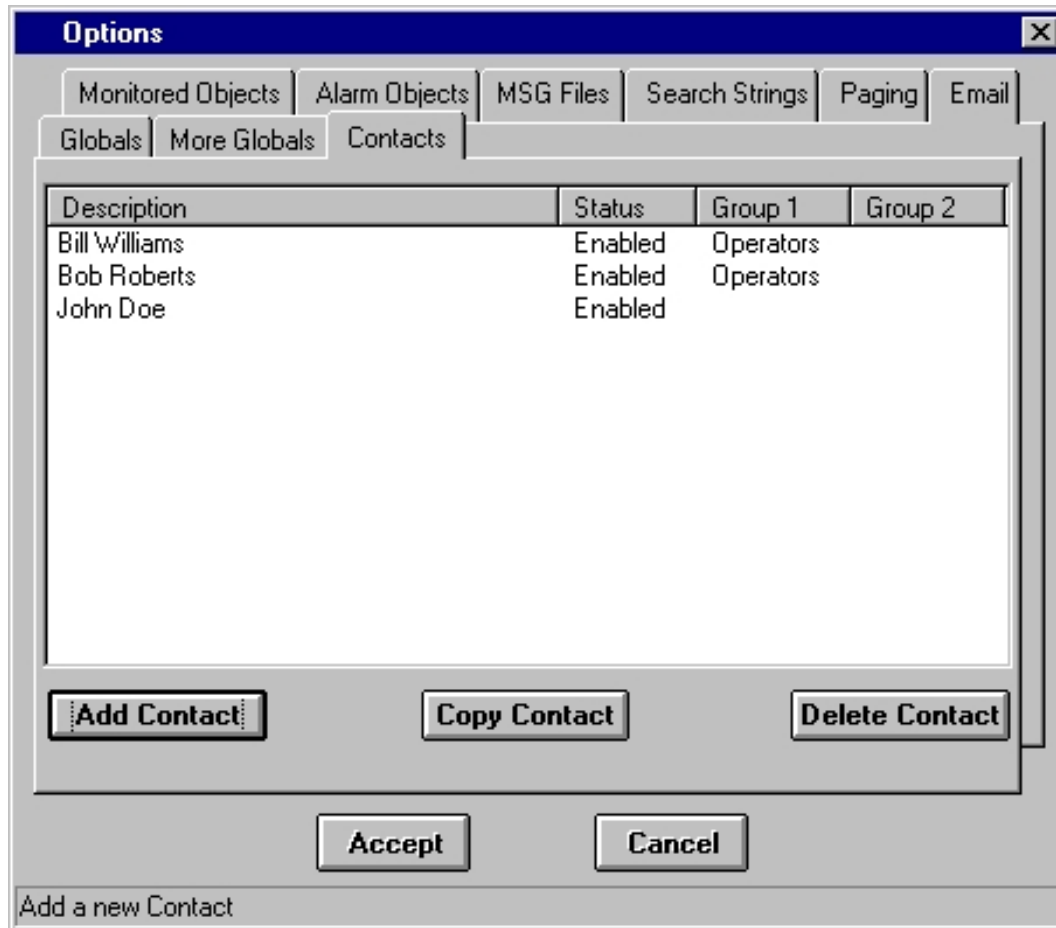 Options
Monitored Objects Alarm Objects MSG Files Search Strings Paging Email
Globals More Globals Contacts
Description Status Group 1 Group 2
Bill Williams Enabled Operators
Bob Roberts Enabled Operators
John Doe Enabled
Add Contact Copy Contact Delete Contact
Accept Cancel
Add a new Contact